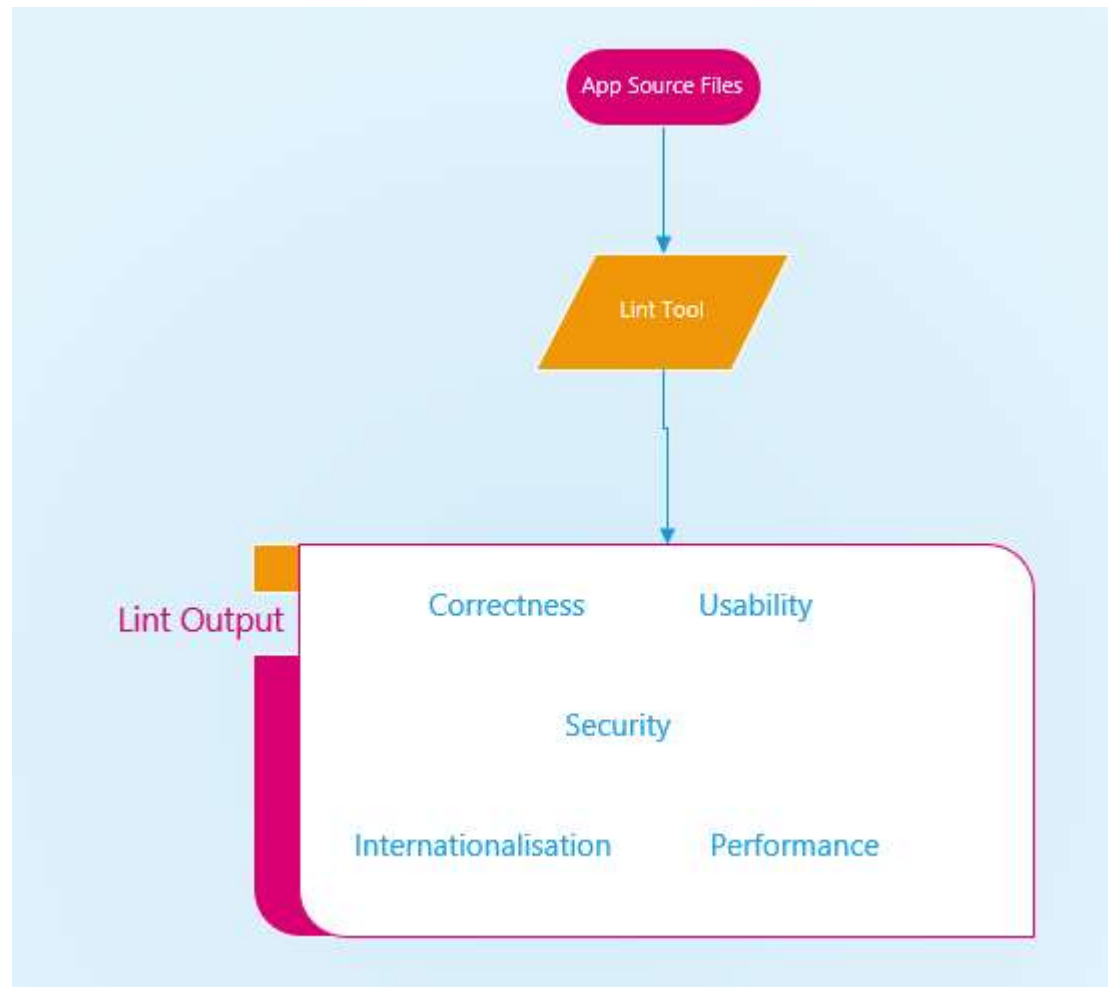 App Source Files
Lint Tool
Lint Output
Correctness
Usability
Security
Internationalisation
Performance